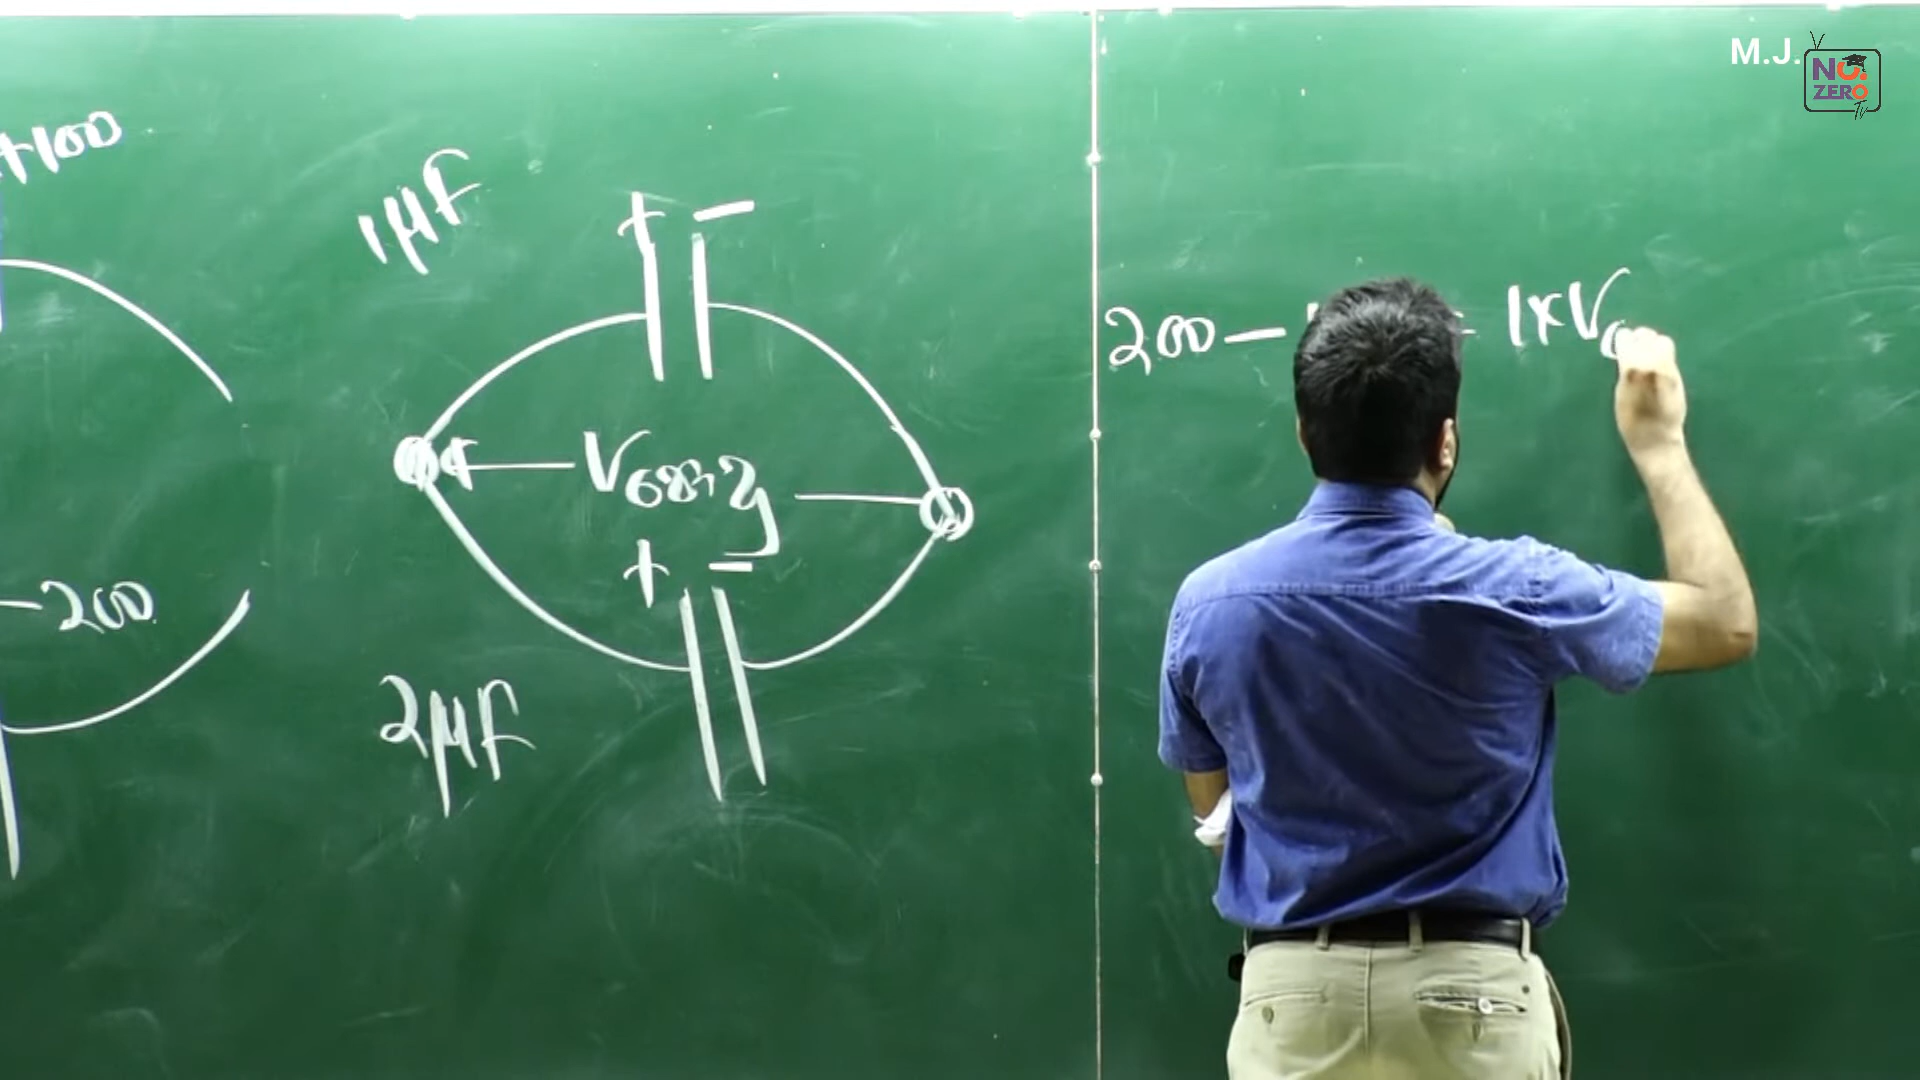 M.J.
NO.
ZERO
TV
+100
1μF
+ −
200 −
= 1×V
+
V
+ −
−200
2μF